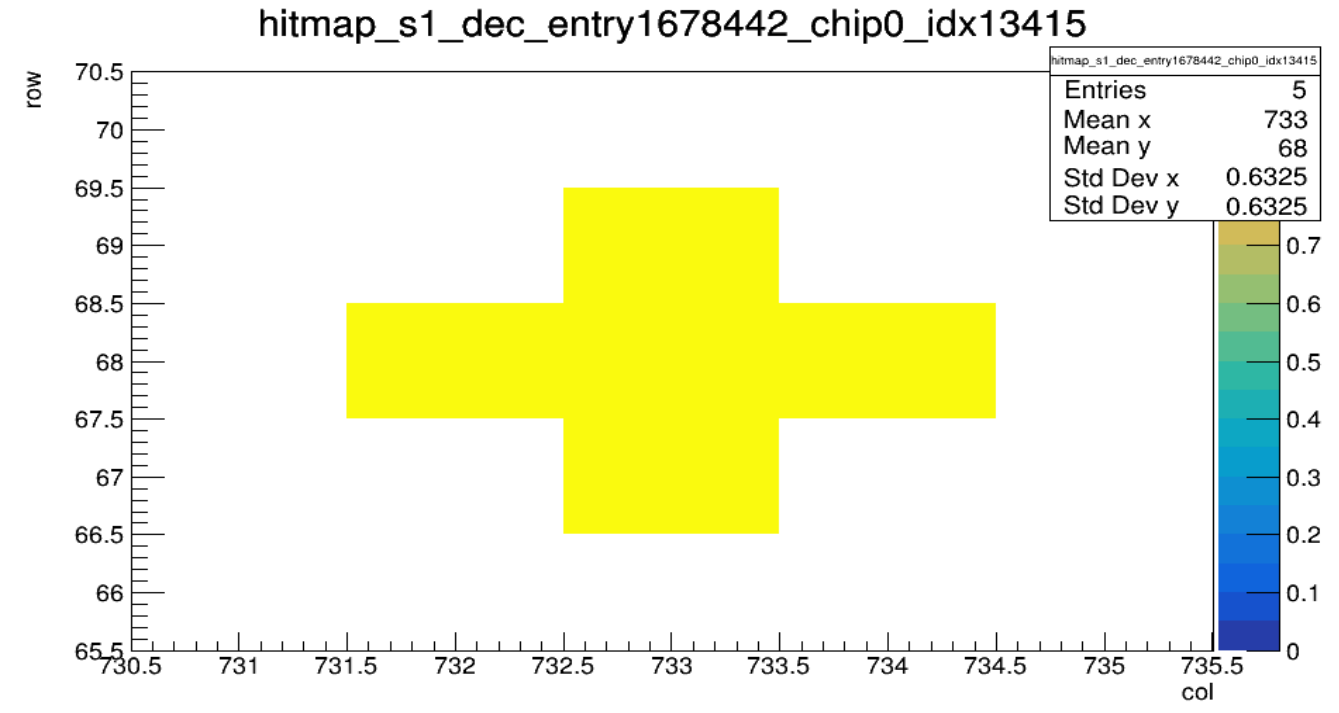 hitmap_s1_dec_entry1678442_chip0_idx13415
hitmap_s1_dec_entry1678442_chip0_idx13415
Entries 5
Mean x 733
Mean y 68
Std Dev x 0.6325
Std Dev y 0.6325
row
70.5
70
69.5
69
68.5
68
67.5
67
66.5
66
65.5
730.5 731 731.5 732 732.5 733 733.5 734 734.5 735 735.5
col
0.7
0.6
0.5
0.4
0.3
0.2
0.1
0